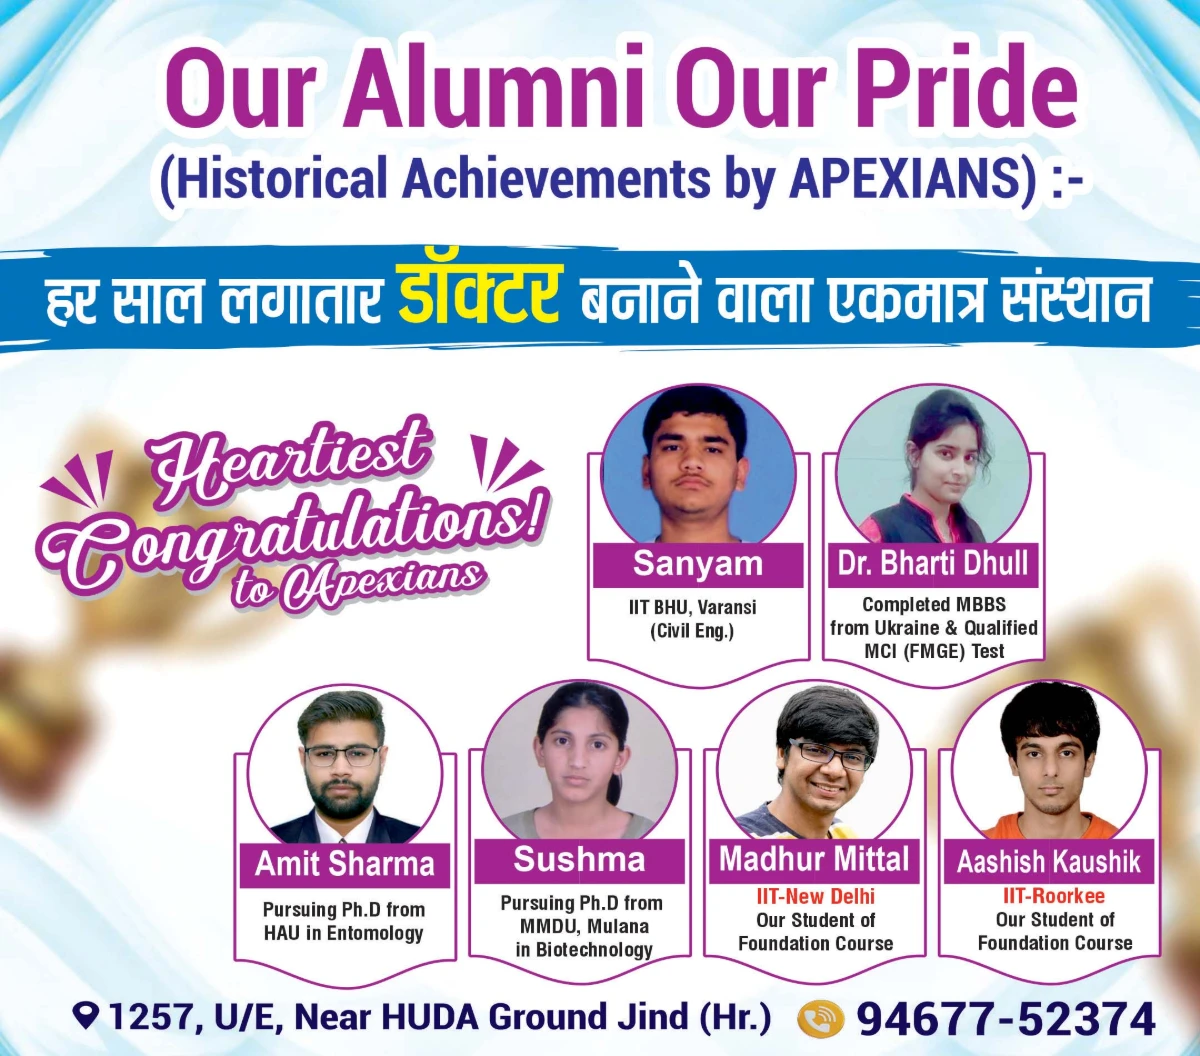 Our Alumni Our Pride
(Historical Achievements by APEXIANS) :-
हर साल लगातार डॉक्टर बनाने वाला एकमात्र संस्थान
Heartiest
Congratulations!
to Apexians
Sanyam
IIT BHU, Varansi
(Civil Eng.)
Dr. Bharti Dhull
Completed MBBS
from Ukraine & Qualified
MCI (FMGE) Test
Amit Sharma
Pursuing Ph.D from
HAU in Entomology
Sushma
Pursuing Ph.D from
MMDU, Mulana
in Biotechnology
Madhur Mittal
IIT-New Delhi
Our Student of
Foundation Course
Aashish Kaushik
IIT-Roorkee
Our Student of
Foundation Course
1257, U/E, Near HUDA Ground Jind (Hr.) 94677-52374